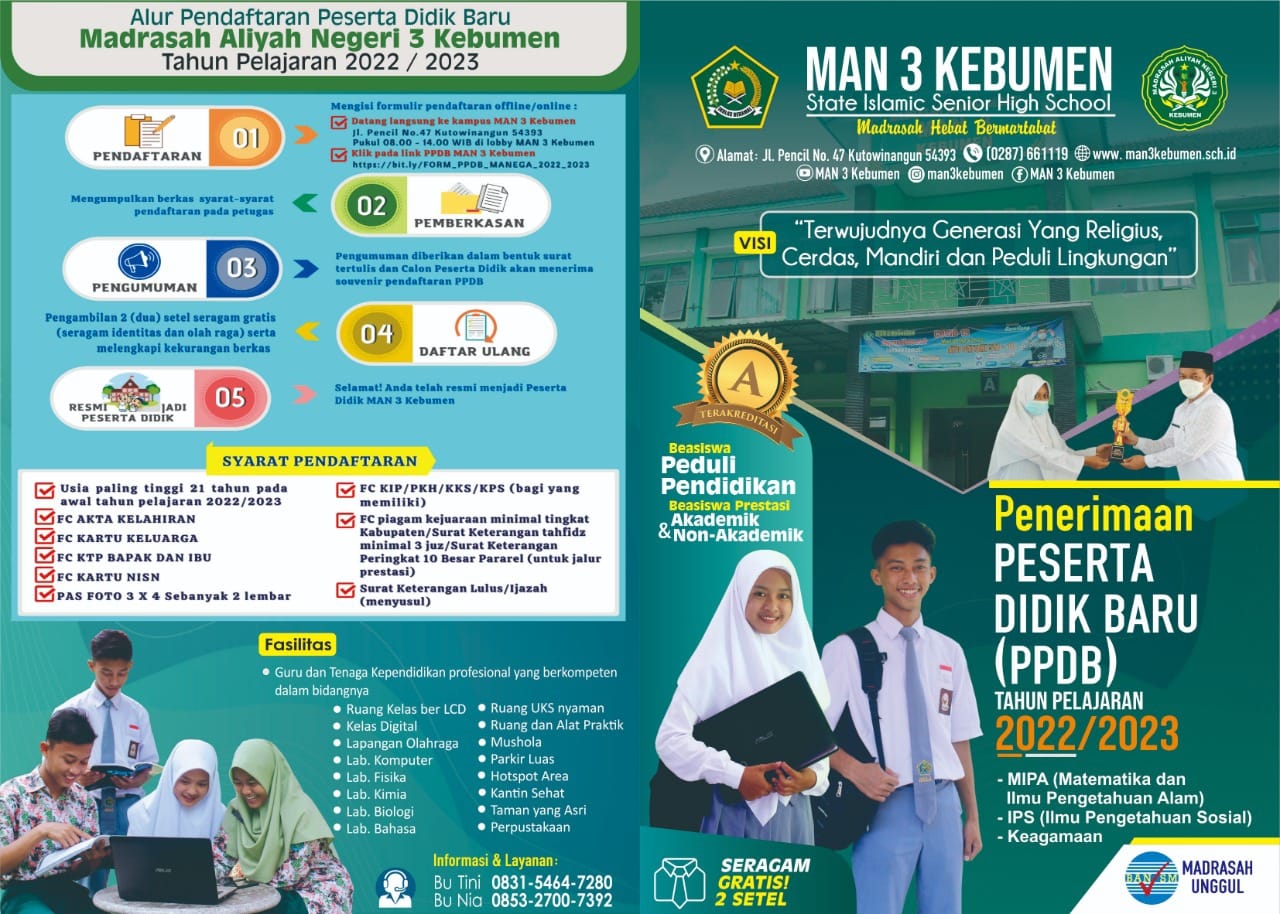 Alur Pendaftaran Peserta Didik Baru
Madrasah Aliyah Negeri 3 Kebumen
Tahun Pelajaran 2022 / 2023
PENDAFTARAN
01
Mengisi formulir pendaftaran offline/online :
Datang langsung ke kampus MAN 3 Kebumen
Jl. Pencil No.47 Kutowinangun 54393
Pukul 08.00 - 14.00 WIB di lobby MAN 3 Kebumen
Klik pada link PPDB MAN 3 Kebumen
https://bit.ly/FORM_PPDB_MANEGA_2022_2023
Mengumpulkan berkas syarat-syarat
pendaftaran pada petugas
02
PEMBERKASAN
PENGUMUMAN
03
Pengumuman diberikan dalam bentuk surat
tertulis dan Calon Peserta Didik akan menerima
souvenir pendaftaran PPDB
Pengambilan 2 (dua) setel seragam gratis
(seragam identitas dan olah raga) serta
melengkapi kekurangan berkas
04
DAFTAR ULANG
RESMI JADI
PESERTA DIDIK
05
Selamat! Anda telah resmi menjadi Peserta
Didik MAN 3 Kebumen
SYARAT PENDAFTARAN
Usia paling tinggi 21 tahun pada
awal tahun pelajaran 2022/2023
FC AKTA KELAHIRAN
FC KARTU KELUARGA
FC KTP BAPAK DAN IBU
FC KARTU NISN
PAS FOTO 3 X 4 Sebanyak 2 lembar
FC KIP/PKH/KKS/KPS (bagi yang
memiliki)
FC piagam kejuaraan minimal tingkat
Kabupaten/Surat Keterangan tahfidz
minimal 3 juz/Surat Keterangan
Peringkat 10 Besar Pararel (untuk jalur
prestasi)
Surat Keterangan Lulus/Ijazah
(menyusul)
Fasilitas
Guru dan Tenaga Kependidikan profesional yang berkompeten
dalam bidangnya
Ruang Kelas ber LCD
Kelas Digital
Lapangan Olahraga
Lab. Komputer
Lab. Fisika
Lab. Kimia
Lab. Biologi
Lab. Bahasa
Ruang UKS nyaman
Ruang dan Alat Praktik
Mushola
Parkir Luas
Hotspot Area
Kantin Sehat
Taman yang Asri
Perpustakaan
Informasi & Layanan:
Bu Tini 0831-5464-7280
Bu Nia 0853-2700-7392
MAN 3 KEBUMEN
State Islamic Senior High School
Madrasah Hebat Bermartabat
MADRASAH ALIYAH NEGERI 3
KEBUMEN
Alamat: Jl. Pencil No. 47 Kutowinangun 54393 (0287) 661119 www. man3kebumen.sch.id
MAN 3 Kebumen man3kebumen MAN 3 Kebumen
VISI
"Terwujudnya Generasi Yang Religius,
Cerdas, Mandiri dan Peduli Lingkungan"
A
A
TERAKREDITASI
Beasiswa
Peduli
Pendidikan
Beasiswa Prestasi
Akademik
& Non-Akademik
Penerimaan
PESERTA
DIDIK BARU
(PPDB)
TAHUN PELAJARAN
2022/2023
- MIPA (Matematika dan
Ilmu Pengetahuan Alam)
- IPS (Ilmu Pengetahuan Sosial)
- Keagamaan
SERAGAM
GRATIS!
2 SETEL
BAN SM
MADRASAH
UNGGUL